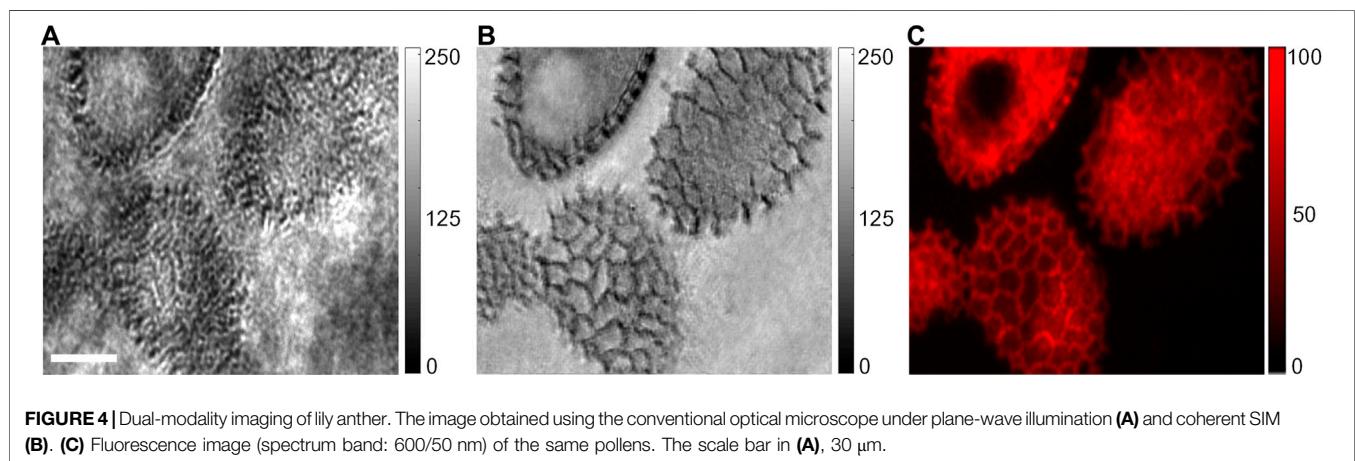 A
B
C
250
125
0
250
125
0
100
50
0
FIGURE 4 | Dual-modality imaging of lily anther. The image obtained using the conventional optical microscope under plane-wave illumination (A) and coherent SIM
(B). (C) Fluorescence image (spectrum band: 600/50 nm) of the same pollens. The scale bar in (A), 30 μm.